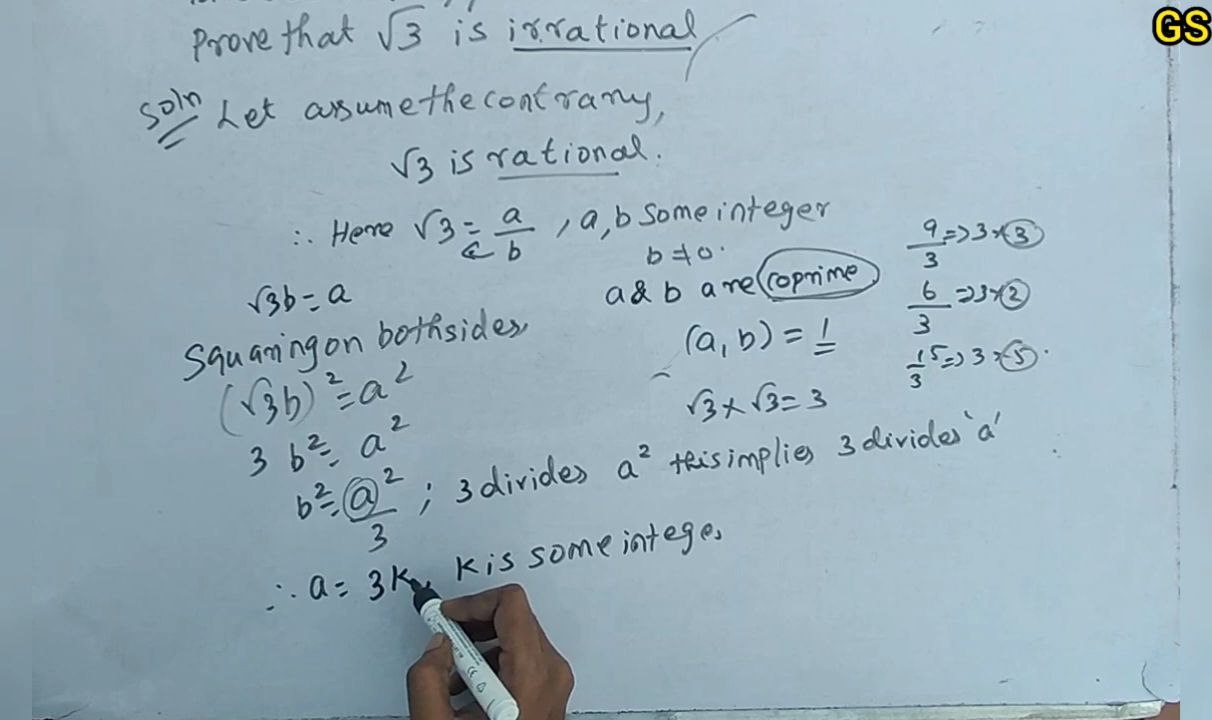 GS
Prove that √3 is irrational
Soln Let assume the contrary,
√3 is rational.
∴ Here √3 = a/b , a, b some integer
b ≠ 0.
a & b are coprime
(a, b) = 1
√3 × √3 = 3
9/3 => 3 × 3
6/3 => 3 × 2
15/3 => 3 × 5.
√3b = a
Squaring on bothsides,
(√3b)² = a²
3 b² = a²
b² = a²/3 ; 3 divides a² this implies 3 divides 'a'
∴ a = 3K, K is some integer